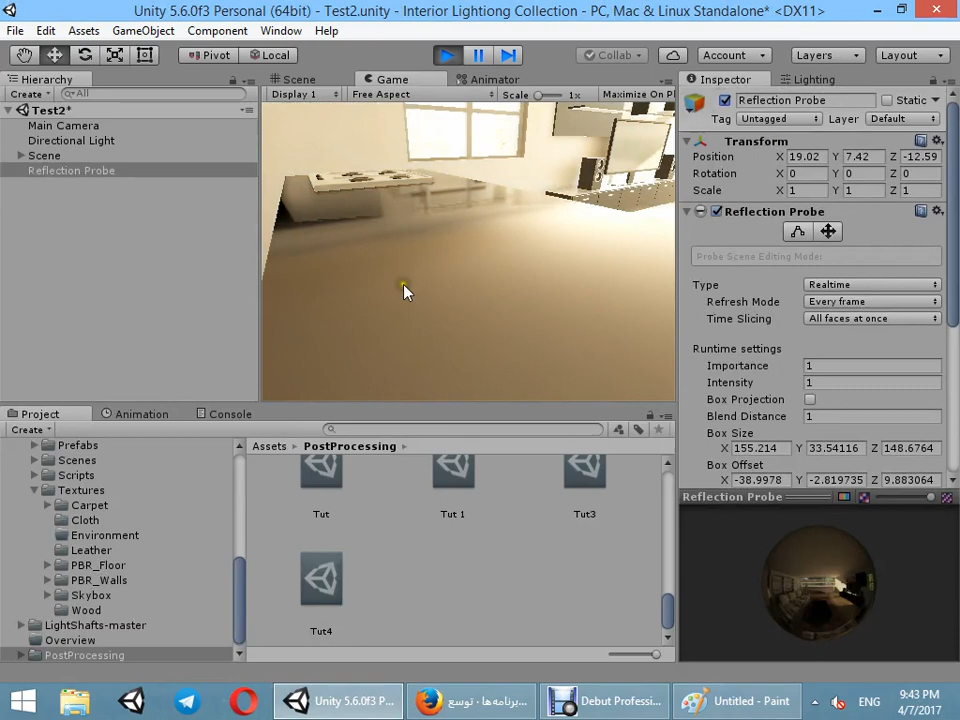 Unity 5.6.0f3 Personal (64bit) - Test2.unity - Interior Lightiong Collection - PC, Mac & Linux Standalone* <DX11>
File Edit Assets GameObject Component Window Help
Pivot Local Collab Account Layers Layout
Hierarchy Scene Game Animator Inspector Lighting
Create All Display 1 Free Aspect Scale 1x Maximize On Pl
Reflection Probe Static
Test2*
Main Camera
Directional Light
Scene
Reflection Probe
Tag Untagged Layer Default
Transform
Position X 19.02 Y 7.42 Z -12.59
Rotation X 0 Y 0 Z 0
Scale X 1 Y 1 Z 1
Reflection Probe
Probe Scene Editing Mode:
Type Realtime
Refresh Mode Every frame
Time Slicing All faces at once
Runtime settings
Importance 1
Intensity 1
Box Projection
Blend Distance 1
Box Size
X 155.214 Y 33.54116 Z 148.6764
Box Offset
X -38.9978 Y -2.819735 Z 9.883064
Reflection Probe
Project Animation Console
Create
Assets PostProcessing
Prefabs
Scenes
Scripts
Textures
Carpet
Cloth
Environment
Leather
PBR_Floor
PBR_Walls
Skybox
Wood
LightShafts-master
Overview
PostProcessing
Tut Tut 1 Tut3
Tut4
Unity 5.6.0f3 P... برنامه‌ها - توسع... Debut Professi... Untitled - Paint ENG
9:43 PM
4/7/2017